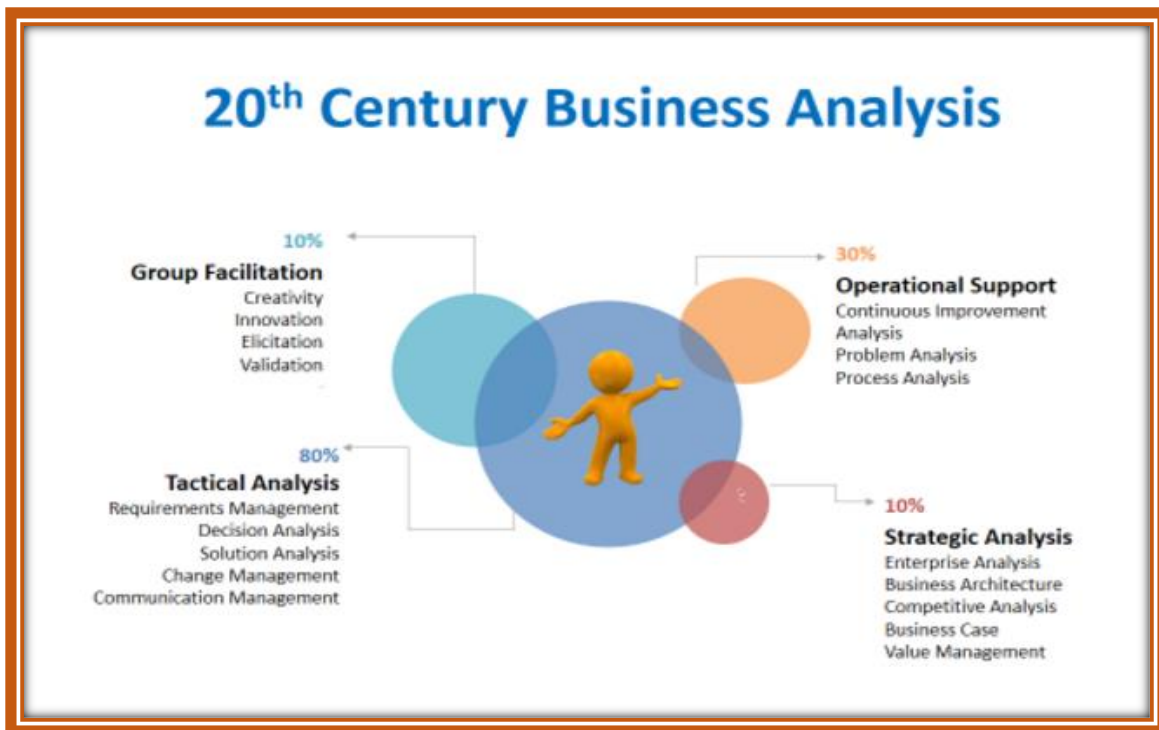 20th Century Business Analysis
10%
Group Facilitation
Creativity
Innovation
Elicitation
Validation
30%
Operational Support
Continuous Improvement
Analysis
Problem Analysis
Process Analysis
80%
Tactical Analysis
Requirements Management
Decision Analysis
Solution Analysis
Change Management
Communication Management
10%
Strategic Analysis
Enterprise Analysis
Business Architecture
Competitive Analysis
Business Case
Value Management